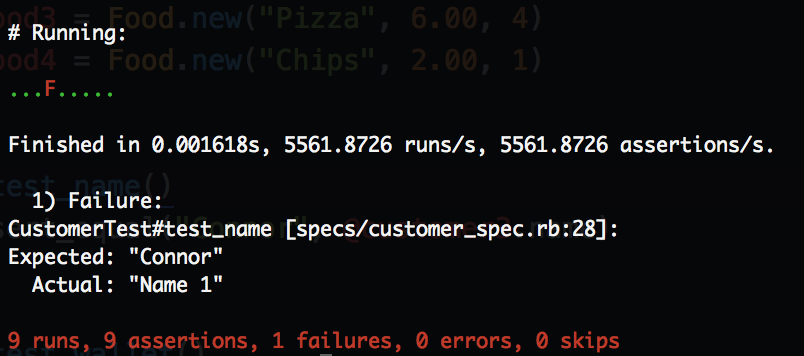 ood3 = Food.new("Pizza", 6.00, 4)
# Running:
ood4 = Food.new("Chips", 2.00, 1)
...F.....
Finished in 0.001618s, 5561.8726 runs/s, 5561.8726 assertions/s.
test_name()
1) Failure:
CustomerTest#test_name [specs/customer_spec.rb:28]:
Expected: "Connor"
Actual: "Name 1"
9 runs, 9 assertions, 1 failures, 0 errors, 0 skips